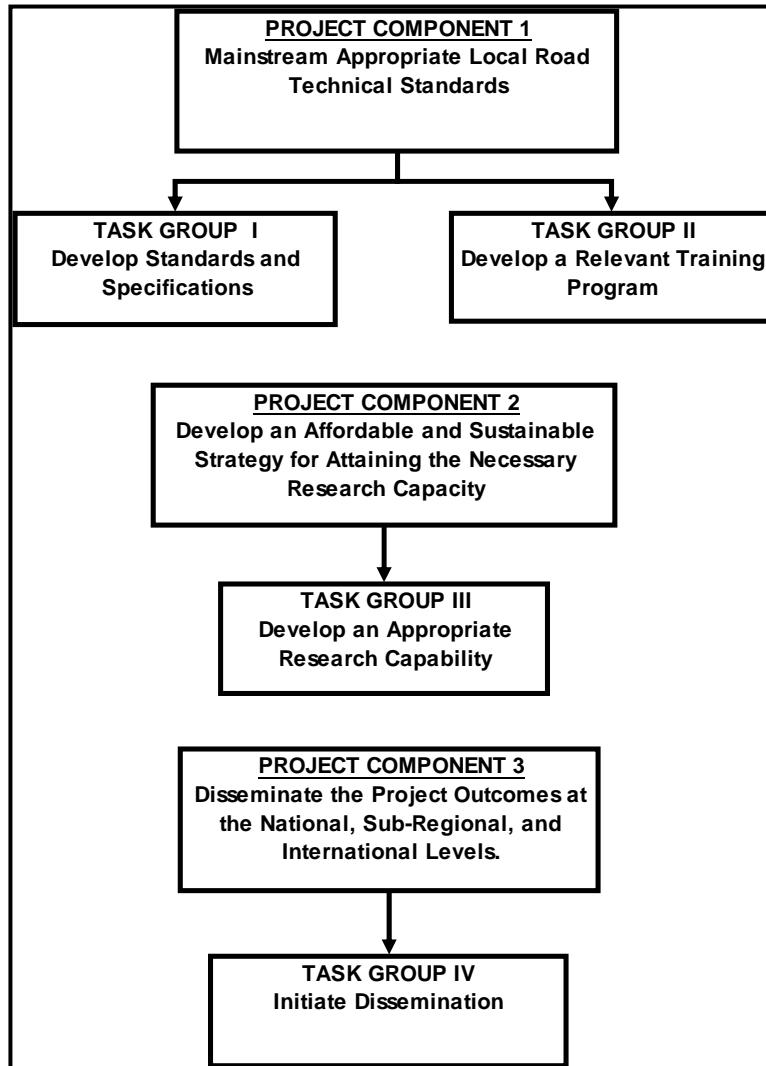 PROJECT COMPONENT 1
Mainstream Appropriate Local Road
Technical Standards
TASK GROUP I
Develop Standards and
Specifications
TASK GROUP II
Develop a Relevant Training
Program
PROJECT COMPONENT 2
Develop an Affordable and Sustainable
Strategy for Attaining the Necessary
Research Capacity
TASK GROUP III
Develop an Appropriate
Research Capability
PROJECT COMPONENT 3
Disseminate the Project Outcomes at
the National, Sub-Regional, and
International Levels.
TASK GROUP IV
Initiate Dissemination